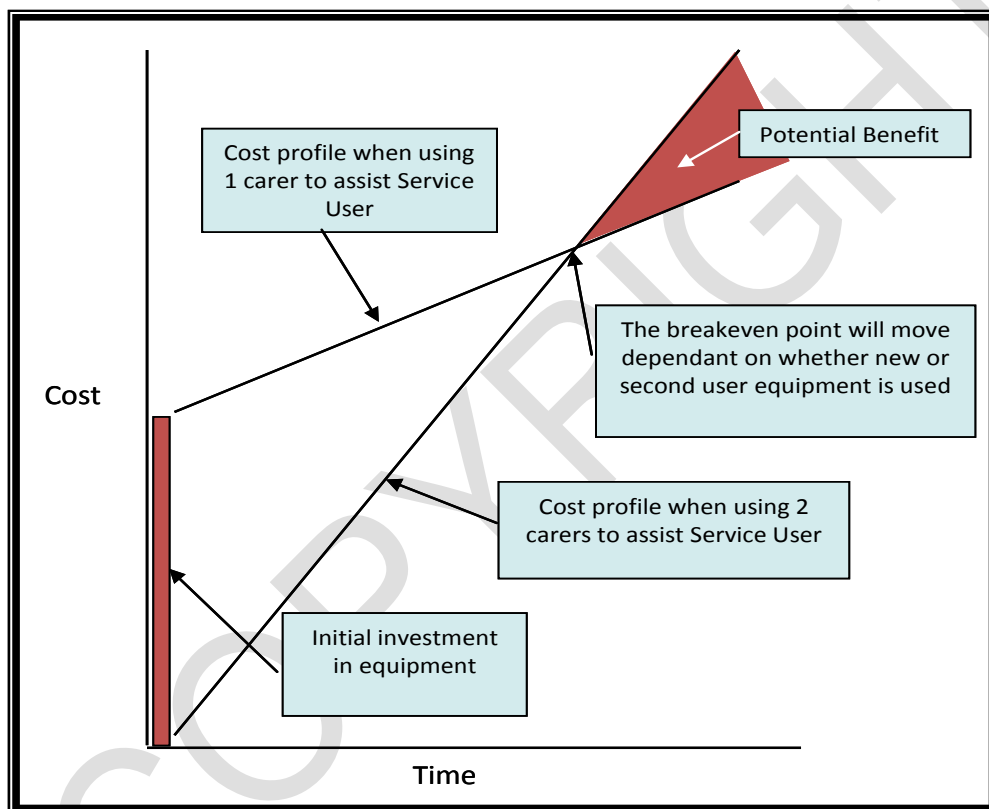 Cost profile when using
1 carer to assist Service
User
Potential Benefit
The breakeven point will move
dependant on whether new or
second user equipment is used
Cost
Cost profile when using 2
carers to assist Service User
Initial investment
in equipment
Time
COPYRIGH